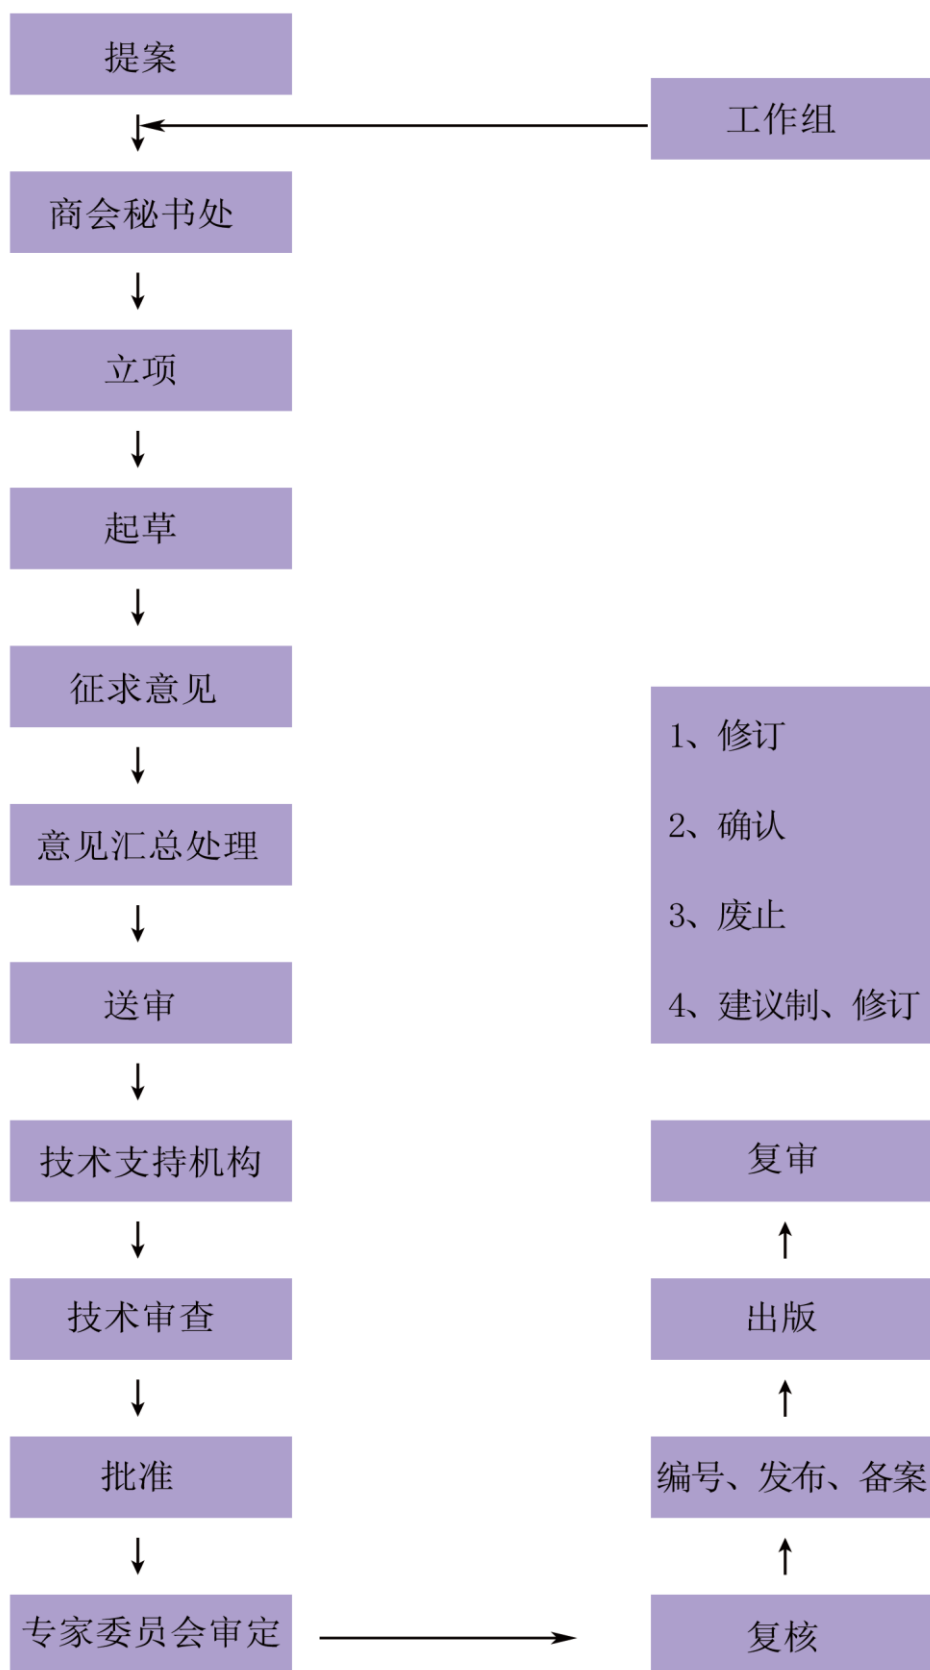 提案
工作组
商会秘书处
立项
起草
征求意见
意见汇总处理
送审
技术支持机构
技术审查
批准
专家委员会审定
复核
编号、发布、备案
出版
复审
1、修订
2、确认
3、废止
4、建议制、修订